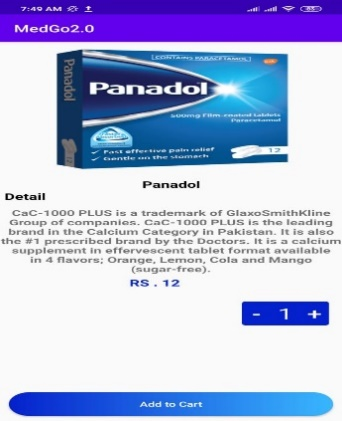 7:49 AM
MedGo2.0
CONTAINS PARACETAMOL
Panadol
Panadol
500mg Film-coated tablets
Paracetamol
Fast effective pain relief
Gentle on the stomach
12
Panadol
Detail
CaC-1000 PLUS is a trademark of GlaxoSmithKline
Group of companies. CaC-1000 PLUS is the leading
brand in the Calcium Category in Pakistan. It is also
the #1 prescribed brand by the Doctors. It is a calcium
supplement in effervescent tablet format available
in 4 flavors; Orange, Lemon, Cola and Mango
(sugar-free).
RS . 12
- 1 +
Add to Cart